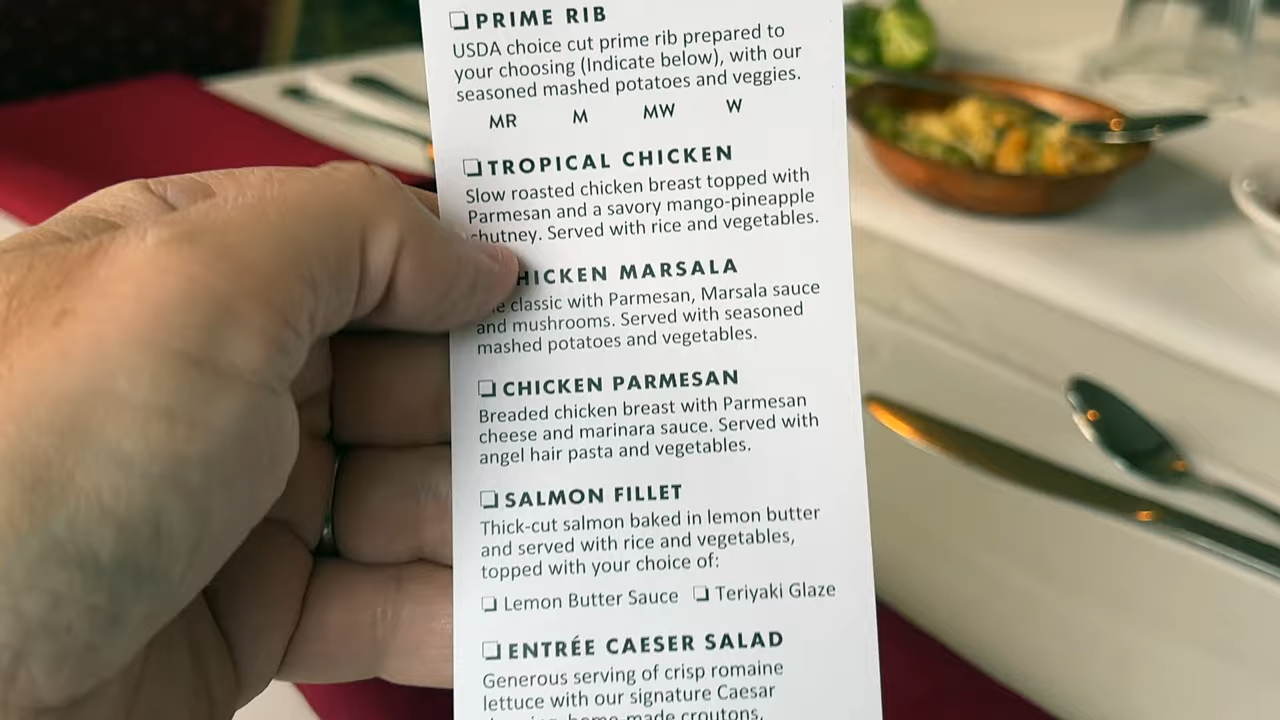 PRIME RIB
USDA choice cut prime rib prepared to
your choosing (Indicate below), with our
seasoned mashed potatoes and veggies.
MR M MW W
TROPICAL CHICKEN
Slow roasted chicken breast topped with
Parmesan and a savory mango-pineapple
chutney. Served with rice and vegetables.
CHICKEN MARSALA
classic with Parmesan, Marsala sauce
and mushrooms. Served with seasoned
mashed potatoes and vegetables.
CHICKEN PARMESAN
Breaded chicken breast with Parmesan
cheese and marinara sauce. Served with
angel hair pasta and vegetables.
SALMON FILLET
Thick-cut salmon baked in lemon butter
and served with rice and vegetables,
topped with your choice of:
Lemon Butter Sauce Teriyaki Glaze
ENTRÉE CAESER SALAD
Generous serving of crisp romaine
lettuce with our signature Caesar
home-made croutons,